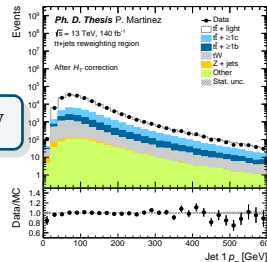 Events
10⁹
10⁸
10⁷
10⁶
10⁵
10⁴
10³
10²
10
1
Ph. D. Thesis P. Martinez
√s = 13 TeV, 140 fb⁻¹
tt+jets reweighting region
After H_T correction
Data
tt̄ + light
tt̄ + ≥1c
tt̄ + ≥1b
tW
Z + jets
Other
Stat. unc.
Data/MC
1.4
1.2
1.0
0.8
0.6
0 100 200 300 400 500 600
Jet 1 p_T [GeV]